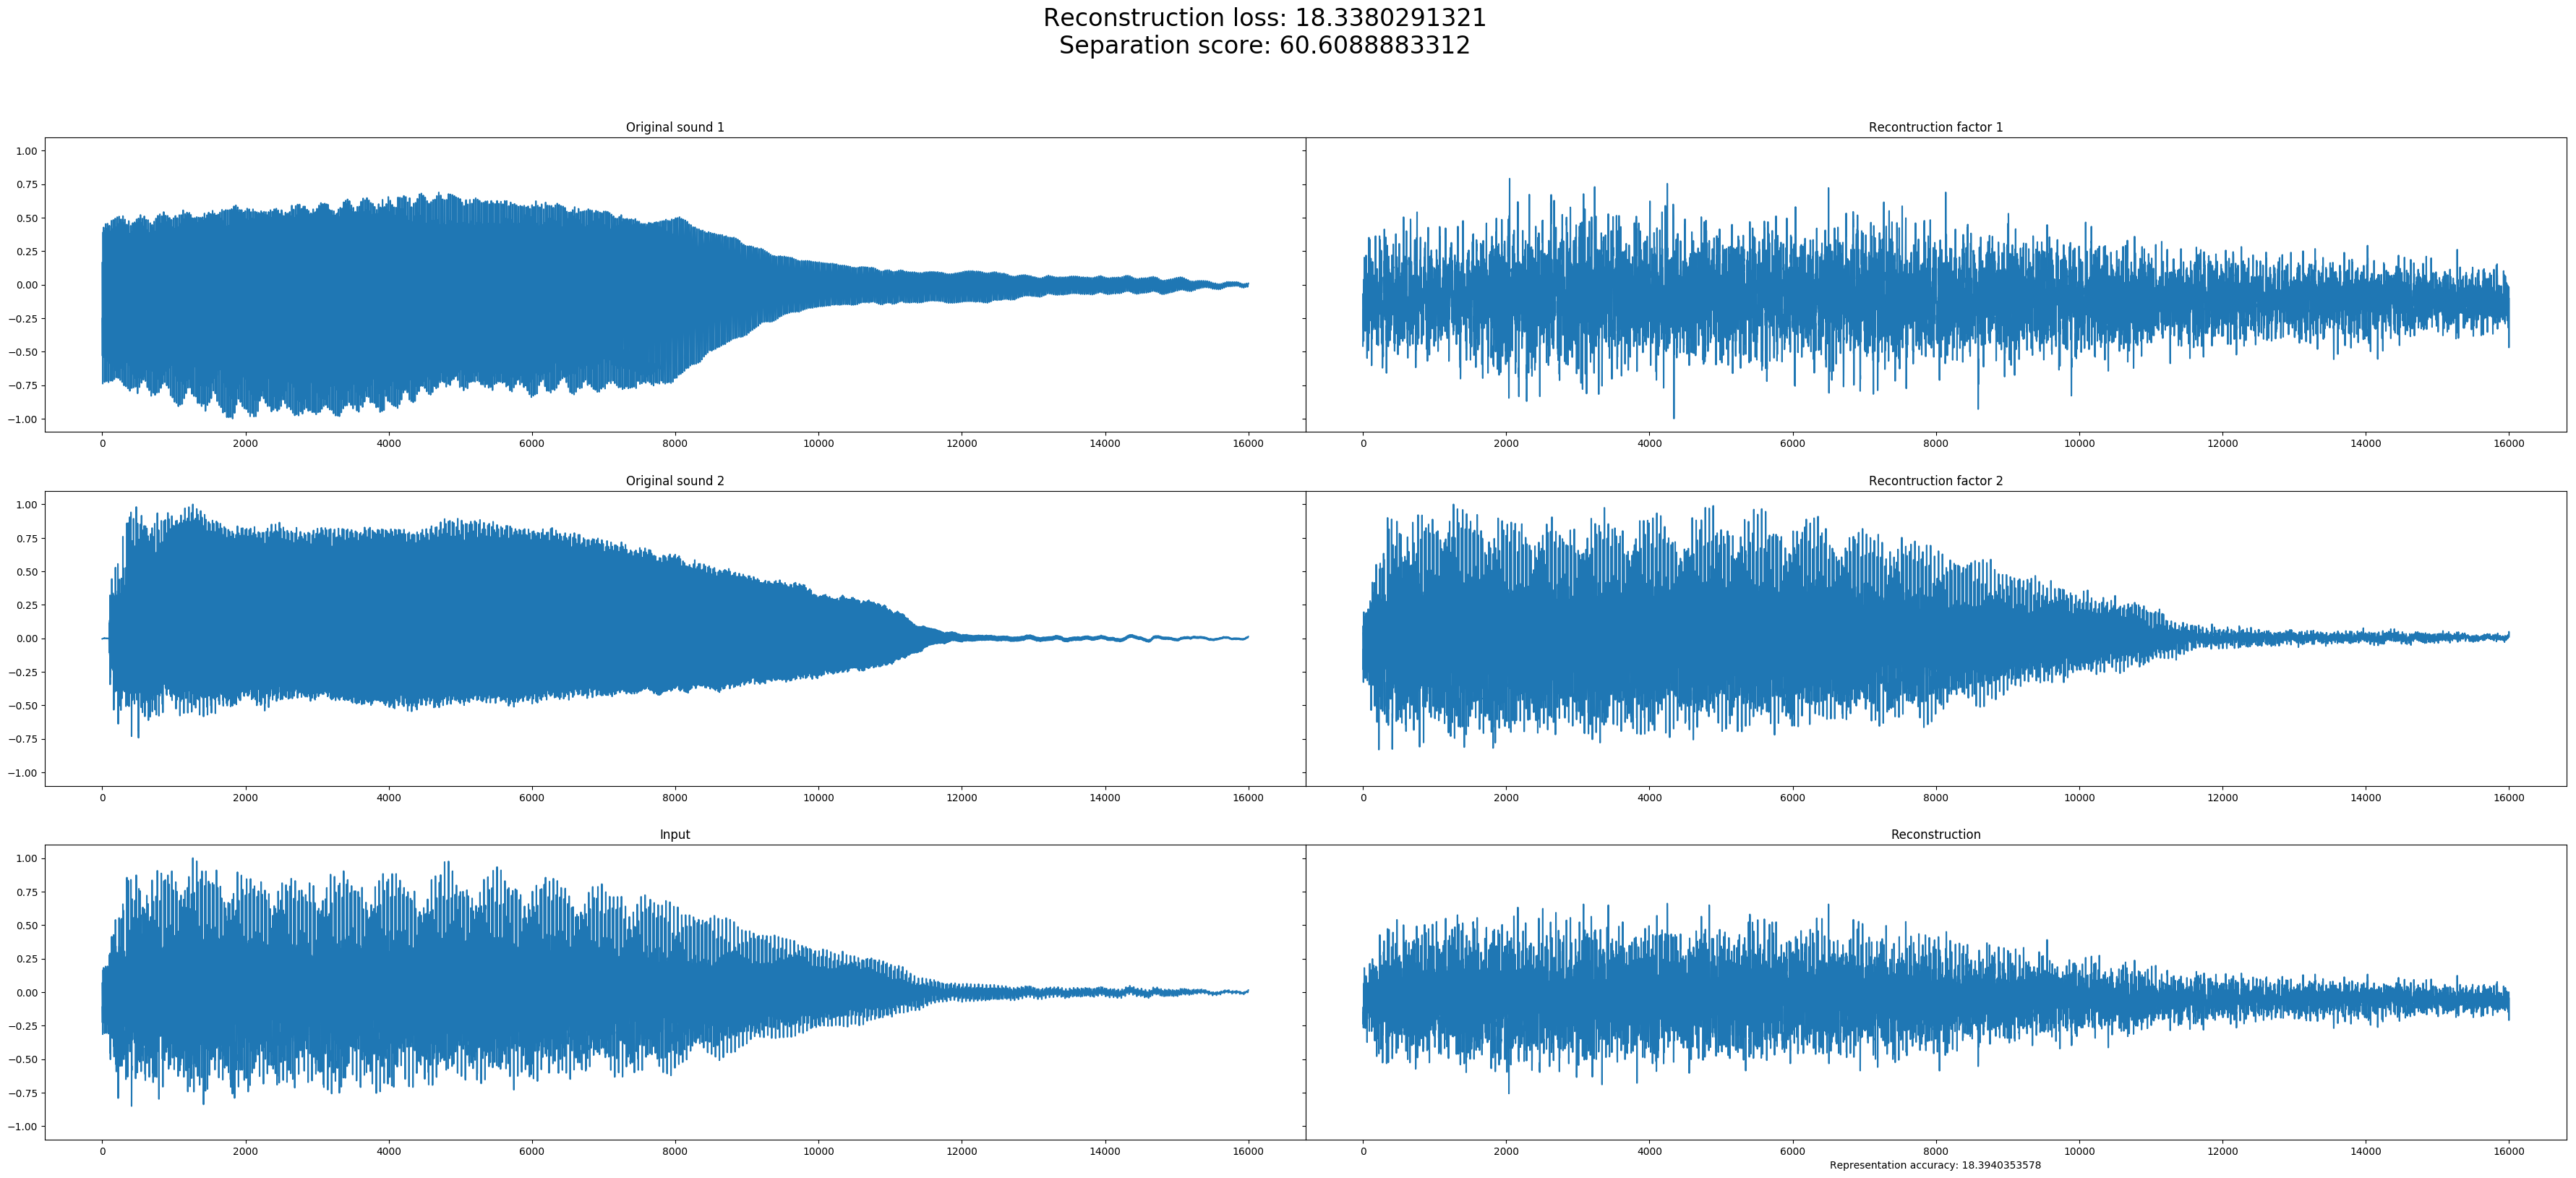 Reconstruction loss: 18.3380291321
Separation score: 60.6088883312
Original sound 1
Recontruction factor 1
1.00
0.75
0.50
0.25
0.00
−0.25
−0.50
−0.75
−1.00
0 2000 4000 6000 8000 10000 12000 14000 16000
0 2000 4000 6000 8000 10000 12000 14000 16000
Original sound 2
Recontruction factor 2
1.00
0.75
0.50
0.25
0.00
−0.25
−0.50
−0.75
−1.00
0 2000 4000 6000 8000 10000 12000 14000 16000
0 2000 4000 6000 8000 10000 12000 14000 16000
Input
Reconstruction
1.00
0.75
0.50
0.25
0.00
−0.25
−0.50
−0.75
−1.00
0 2000 4000 6000 8000 10000 12000 14000 16000
0 2000 4000 6000 8000 10000 12000 14000 16000
Representation accuracy: 18.3940353578